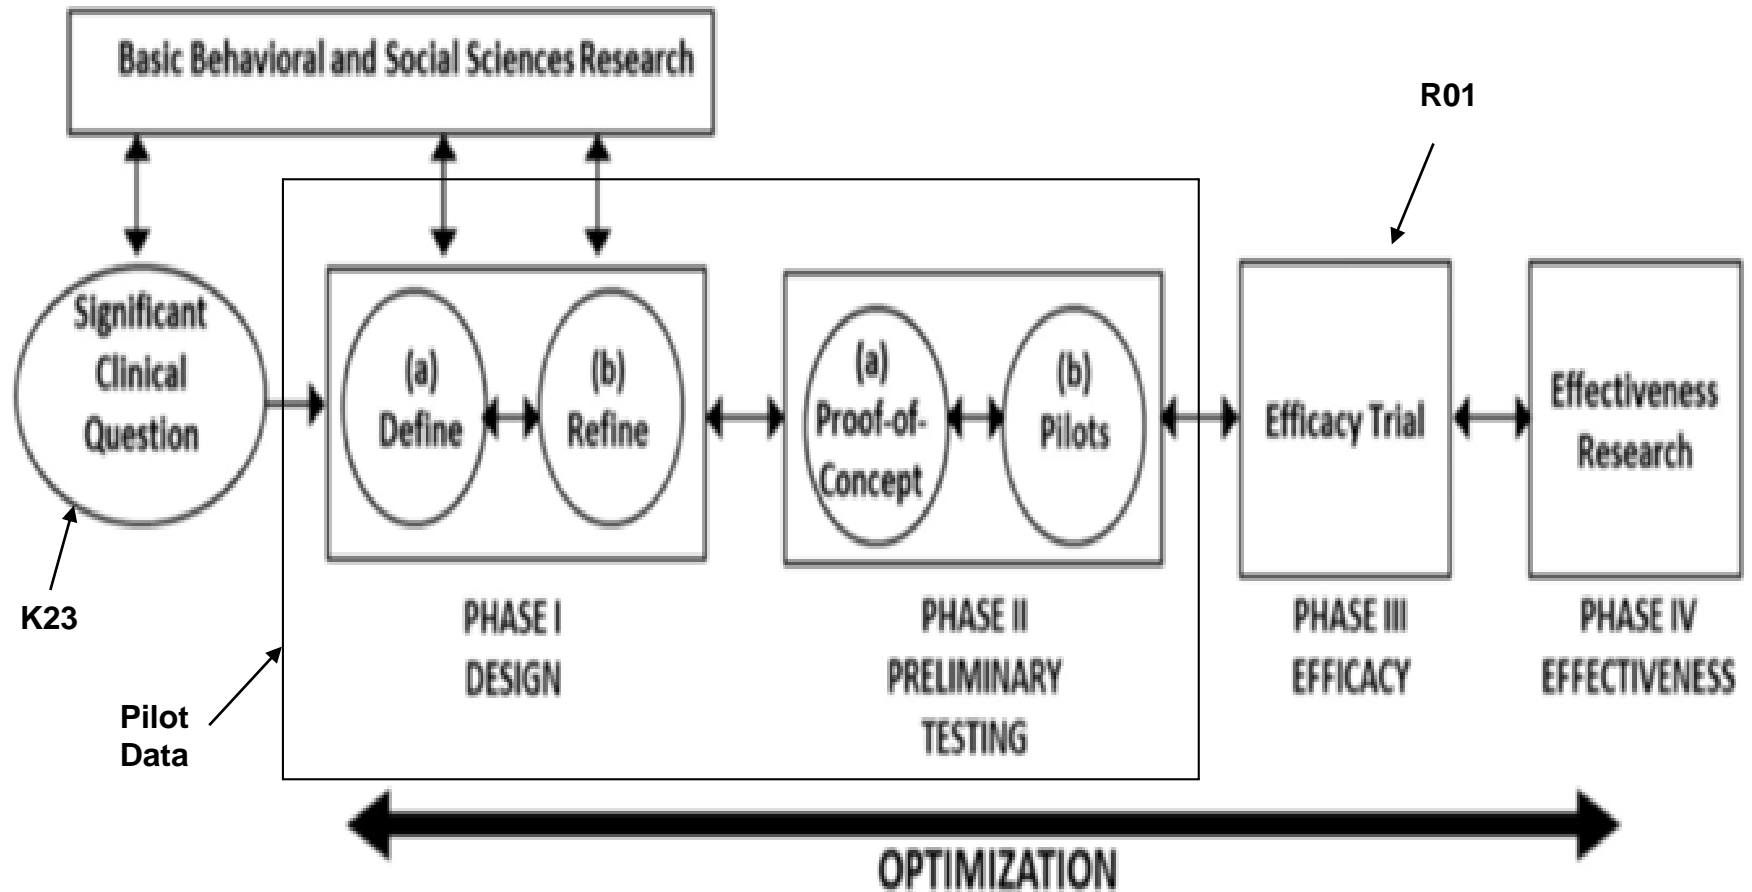 Basic Behavioral and Social Sciences Research
R01
Significant
Clinical
Question
(a)
Define
(b)
Refine
(a)
Proof-of-
Concept
(b)
Pilots
Efficacy Trial
Effectiveness
Research
K23
PHASE I
DESIGN
PHASE II
PRELIMINARY
TESTING
PHASE III
EFFICACY
PHASE IV
EFFECTIVENESS
Pilot
Data
OPTIMIZATION